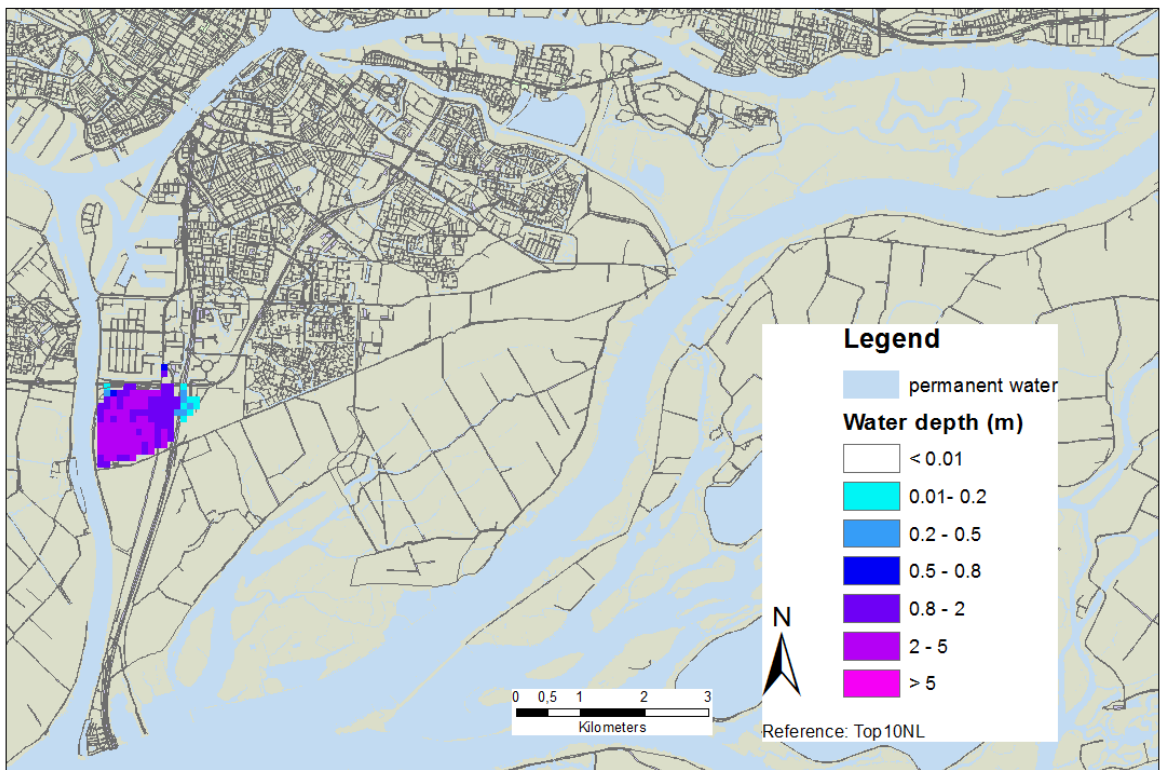 Legend
permanent water
Water depth (m)
< 0.01
0.01- 0.2
0.2 - 0.5
0.5 - 0.8
0.8 - 2
2 - 5
> 5
N
0 0,5 1 2 3
Kilometers
Reference: Top10NL